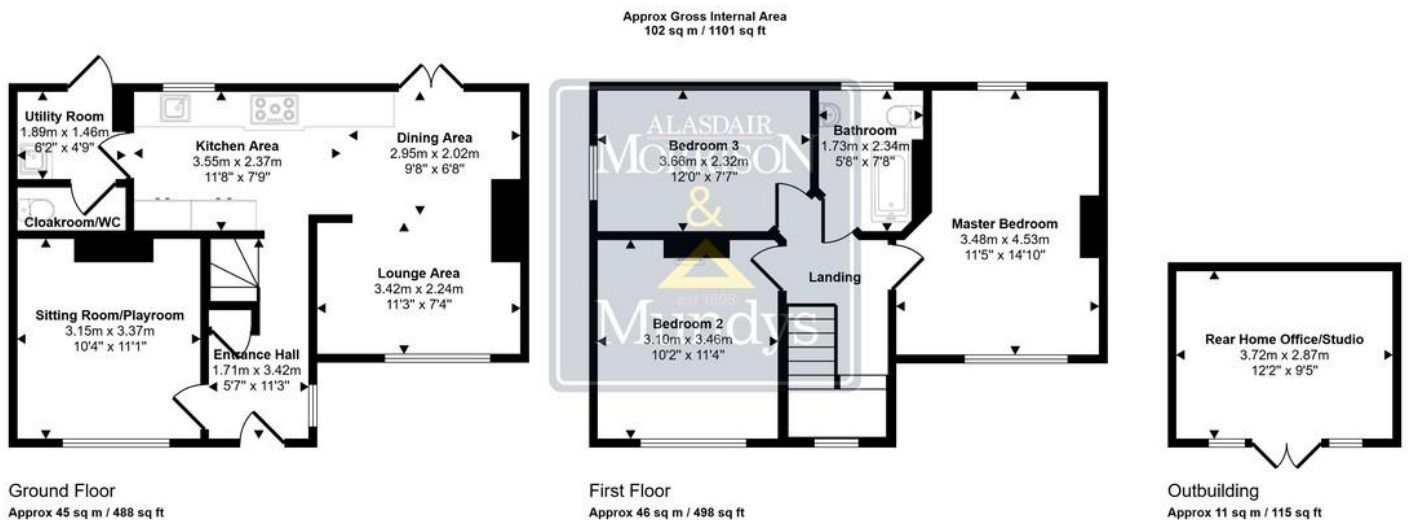 Approx Gross Internal Area
102 sq m / 1101 sq ft
Utility Room
1.89m x 1.46m
6'2" x 4'9"
Kitchen Area
3.55m x 2.37m
11'8" x 7'9"
Dining Area
2.95m x 2.02m
9'8" x 6'8"
Cloakroom/WC
Lounge Area
3.42m x 2.24m
11'3" x 7'4"
Sitting Room/Playroom
3.15m x 3.37m
10'4" x 11'1"
Entrance Hall
1.71m x 3.42m
5'7" x 11'3"
Ground Floor
Approx 45 sq m / 488 sq ft
ALASDAIR
MORRISON
&
est 1898
Mundys
Bedroom 3
3.66m x 2.32m
12'0" x 7'7"
Bathroom
1.73m x 2.34m
5'8" x 7'8"
Master Bedroom
3.48m x 4.53m
11'5" x 14'10"
Landing
Bedroom 2
3.10m x 3.46m
10'2" x 11'4"
First Floor
Approx 46 sq m / 498 sq ft
Rear Home Office/Studio
3.72m x 2.87m
12'2" x 9'5"
Outbuilding
Approx 11 sq m / 115 sq ft